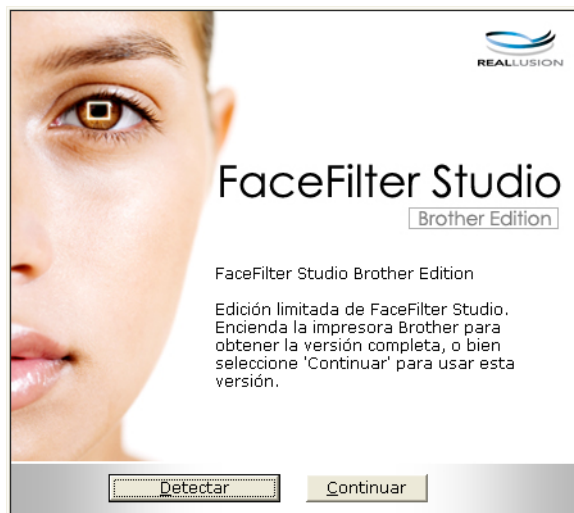 REALLUSION
FaceFilter Studio
Brother Edition
FaceFilter Studio Brother Edition
Edición limitada de FaceFilter Studio.
Encienda la impresora Brother para
obtener la versión completa, o bien
seleccione 'Continuar' para usar esta
versión.
Detectar
Continuar